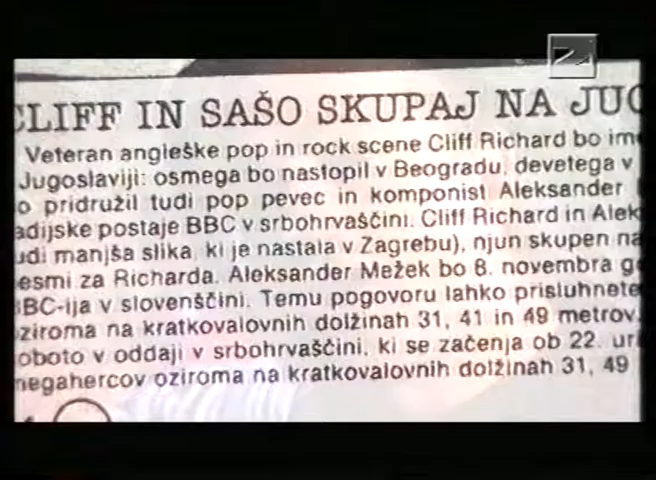 CLIFF IN SAŠO SKUPAJ NA JUG
Veteran angleške pop in rock scene Cliff Richard bo ime
Jugoslaviji: osmega bo nastopil v Beogradu, devetega v
o pridružil tudi pop pevec in komponist Aleksander
adijske postaje BBC v srbohrvaščini. Cliff Richard in Alek
udi manjša slika, ki je nastala v Zagrebu), njun skupen na
esmi za Richarda. Aleksander Mežek bo 8. novembra g
BBC-ija v slovenščini. Temu pogovoru lahko prisluhnete
oziroma na kratkovalovnih dolžinah 31, 41 in 49 metrov.
oboto v oddaji v srbohrvaščini, ki se začenja ob 22. uri
megahercov oziroma na kratkovalovnih dolžinah 31, 49